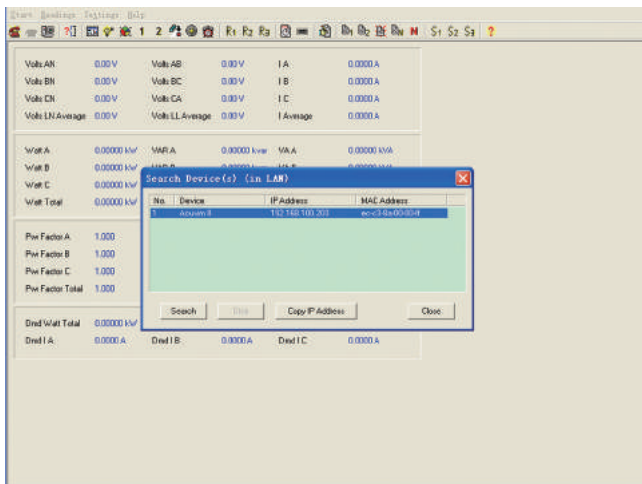 Start Readings Settings Help
1 2 R1 R2 R3 S1 S2 S3 ?
Volts AN 0.00 V Volts AB 0.00 V I A 0.0000 A
Volts BN 0.00 V Volts BC 0.00 V I B 0.0000 A
Volts CN 0.00 V Volts CA 0.00 V I C 0.0000 A
Volts LN Average 0.00 V Volts LL Average 0.00 V I Average 0.0000 A
Watt A 0.00000 kW VAR A 0.00000 kvar VA A 0.00000 kVA
Watt B 0.00000 kW
Watt C 0.00000 kW
Watt Total 0.00000 kW
Search Device(s) (in LAN)
No. Device IP Address MAC Address
1 192.168.100.203
Search Stop Copy IP Address Close
Pwr Factor A 1.000
Pwr Factor B 1.000
Pwr Factor C 1.000
Pwr Factor Total 1.000
Dmd Watt Total 0.00000 kW
Dmd I A 0.0000 A Dmd I B 0.0000 A Dmd I C 0.0000 A